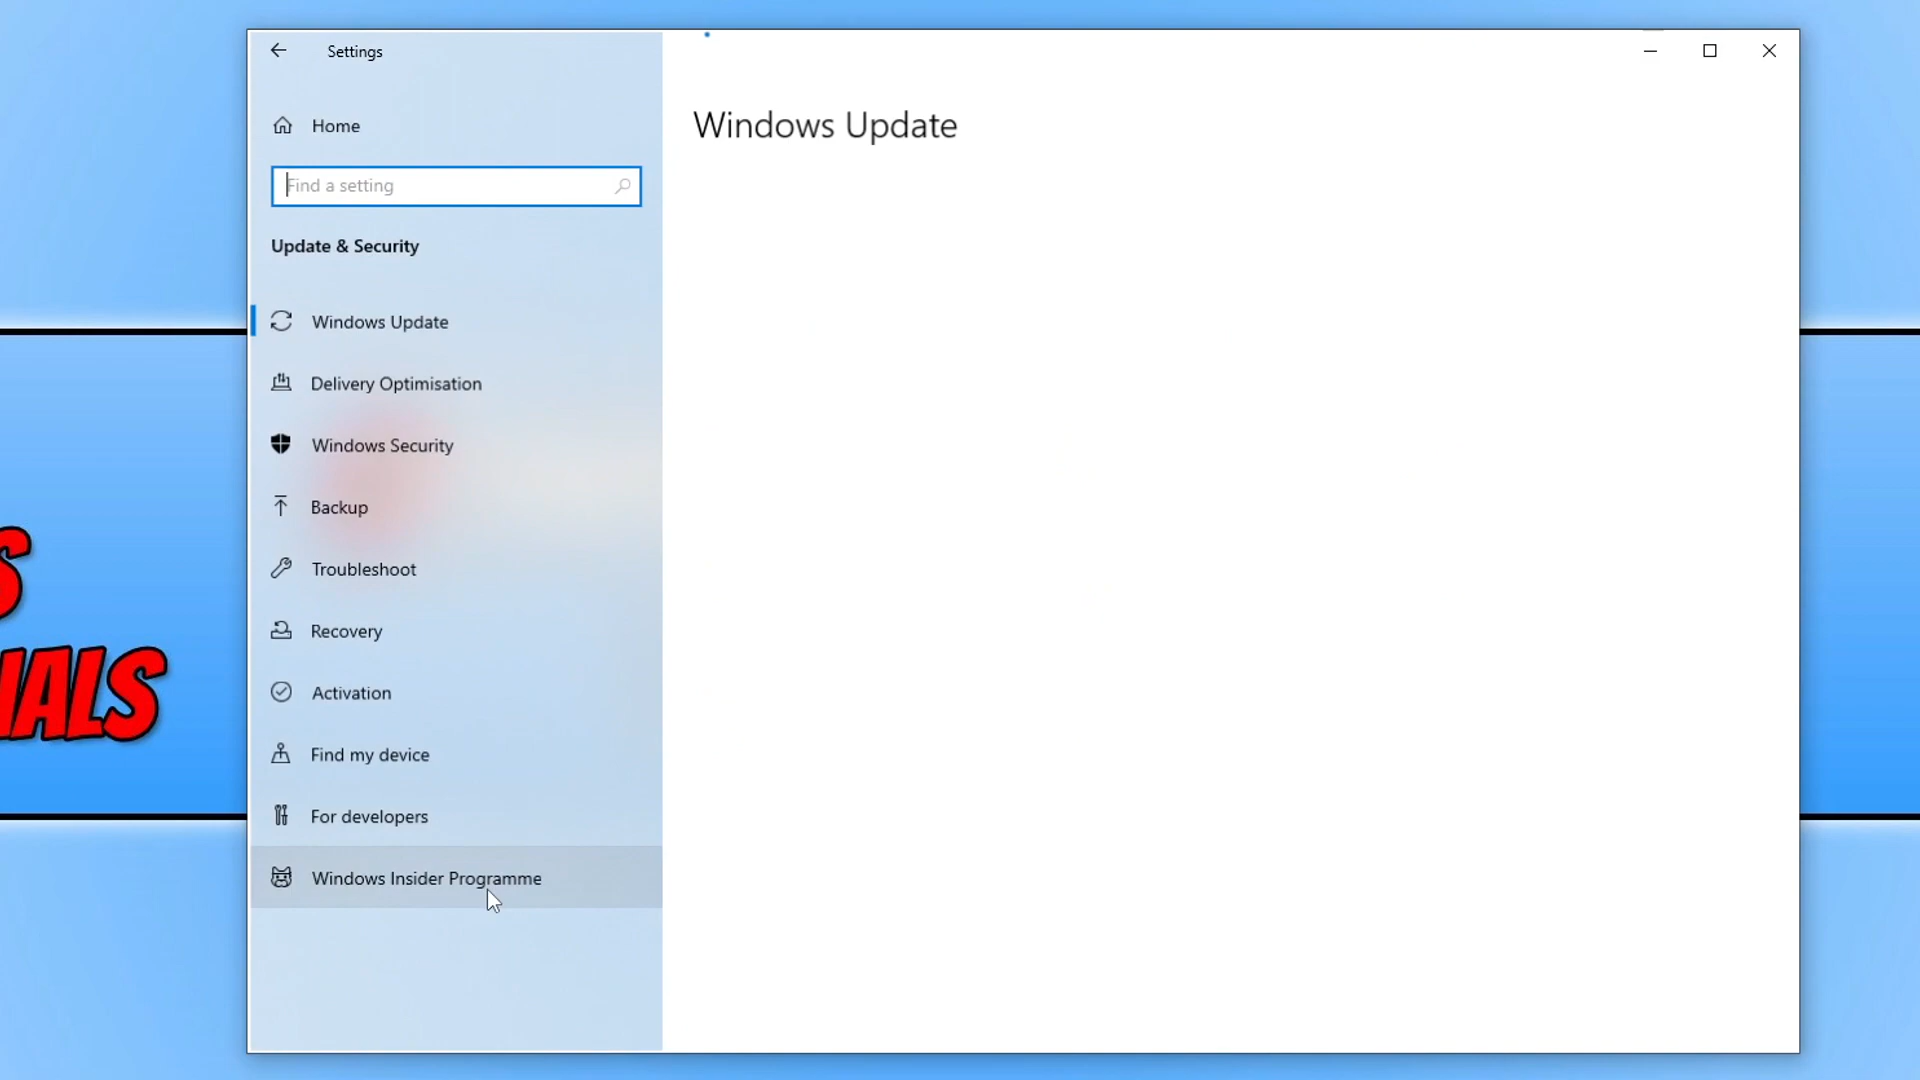 Settings
Home
Find a setting
Update & Security
Windows Update
Delivery Optimisation
Windows Security
Backup
Troubleshoot
Recovery
Activation
Find my device
For developers
Windows Insider Programme
Windows Update
S
IALS